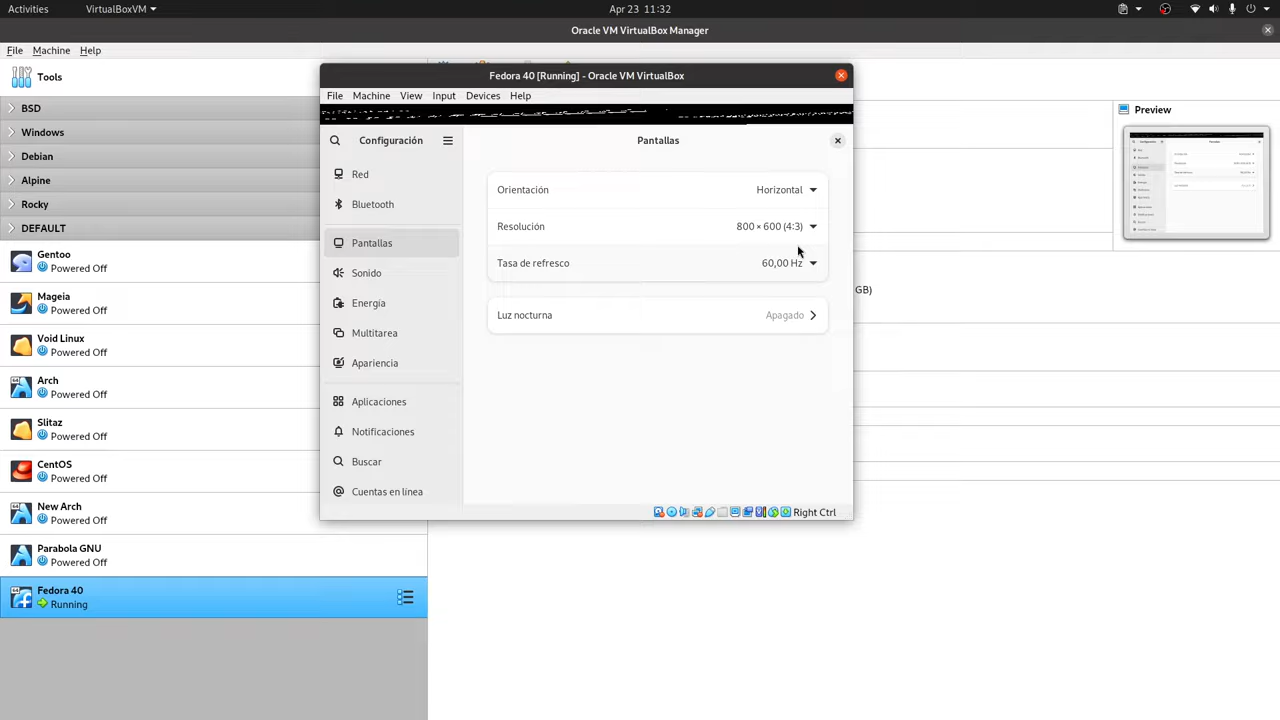 Activities
VirtualBoxVM
Apr 23 11:32
Oracle VM VirtualBox Manager
File Machine Help
Tools
BSD
Windows
Debian
Alpine
Rocky
DEFAULT
Gentoo
Powered Off
Mageia
Powered Off
Void Linux
Powered Off
Arch
Powered Off
Slitaz
Powered Off
CentOS
Powered Off
New Arch
Powered Off
Parabola GNU
Powered Off
Fedora 40
Running
Fedora 40 [Running] - Oracle VM VirtualBox
File Machine View Input Devices Help
Configuración
Red
Bluetooth
Pantallas
Sonido
Energía
Multitarea
Apariencia
Aplicaciones
Notificaciones
Buscar
Cuentas en línea
Pantallas
Orientación Horizontal
Resolución 800 × 600 (4:3)
Tasa de refresco 60,00 Hz
Luz nocturna Apagado
Right Ctrl
GB)
Preview